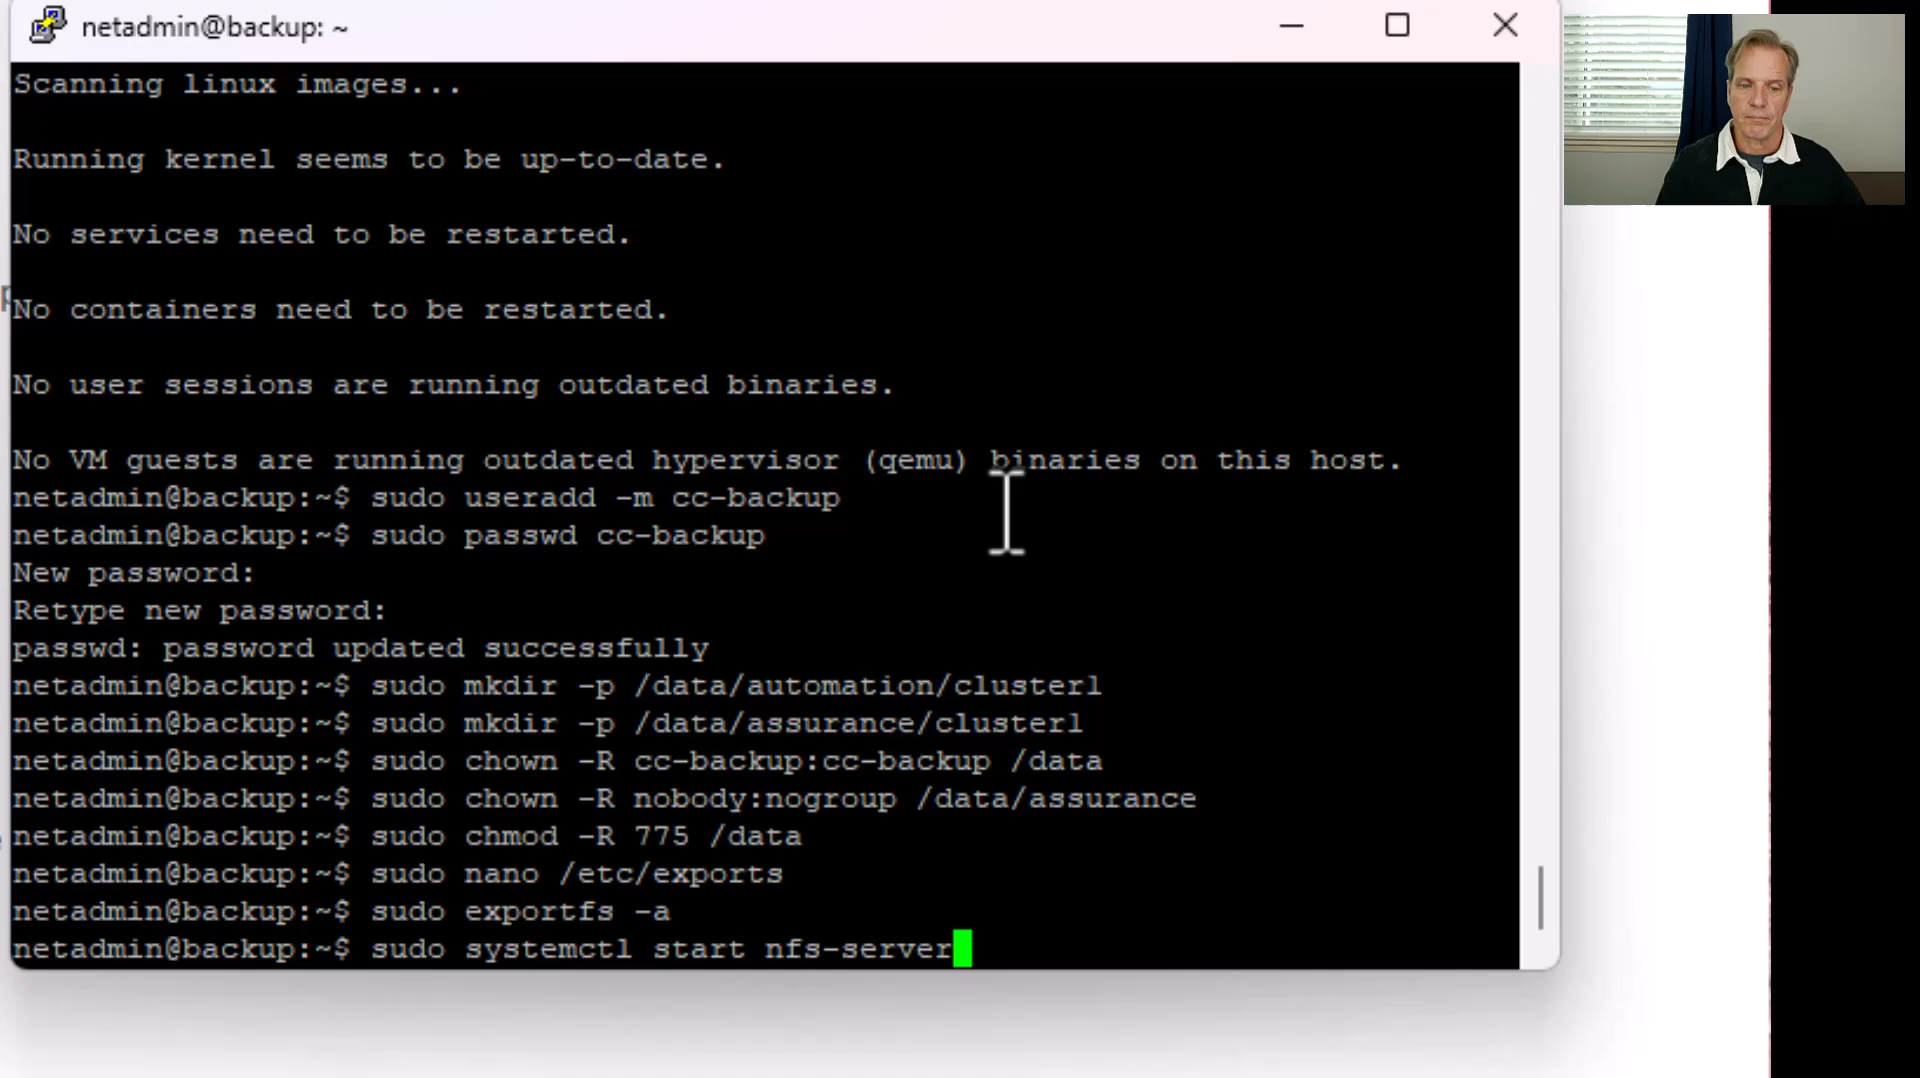 netadmin@backup: ~
Scanning linux images...
Running kernel seems to be up-to-date.
No services need to be restarted.
No containers need to be restarted.
No user sessions are running outdated binaries.
No VM guests are running outdated hypervisor (qemu) binaries on this host.
netadmin@backup:~$ sudo useradd -m cc-backup
netadmin@backup:~$ sudo passwd cc-backup
New password:
Retype new password:
passwd: password updated successfully
netadmin@backup:~$ sudo mkdir -p /data/automation/cluster1
netadmin@backup:~$ sudo mkdir -p /data/assurance/cluster1
netadmin@backup:~$ sudo chown -R cc-backup:cc-backup /data
netadmin@backup:~$ sudo chown -R nobody:nogroup /data/assurance
netadmin@backup:~$ sudo chmod -R 775 /data
netadmin@backup:~$ sudo nano /etc/exports
netadmin@backup:~$ sudo exportfs -a
netadmin@backup:~$ sudo systemctl start nfs-server